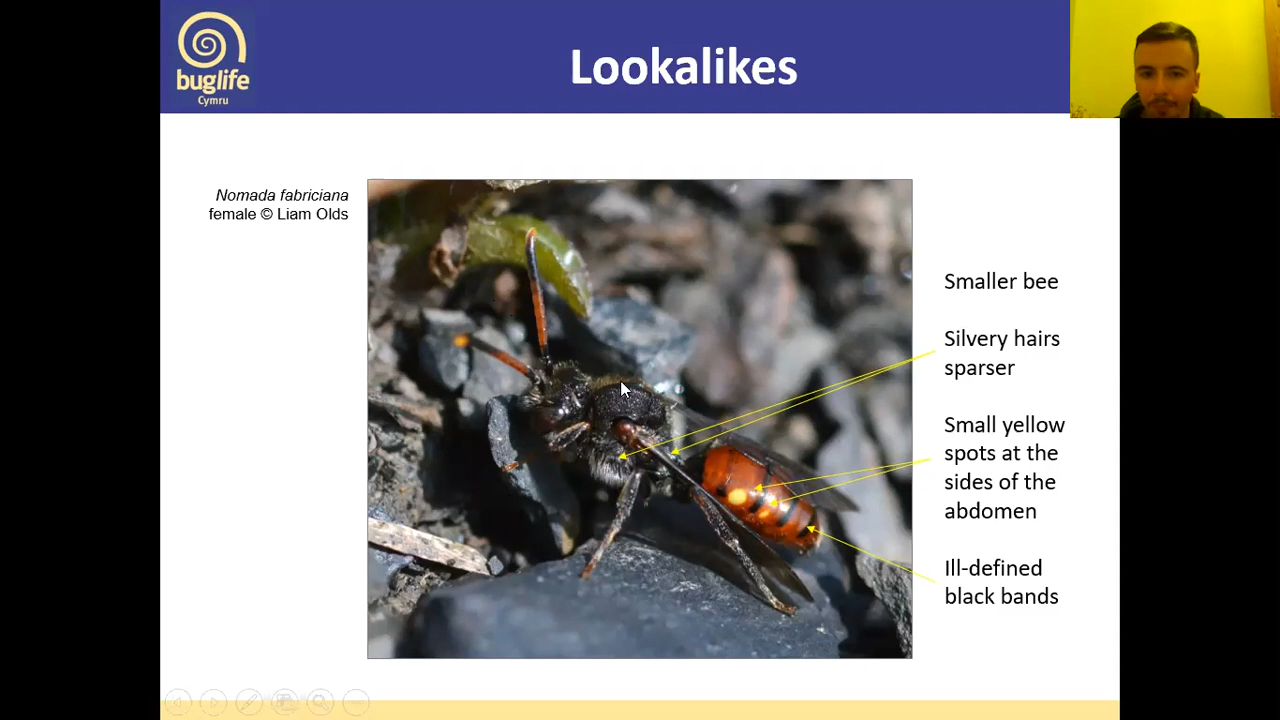 buglife
Cymru
Lookalikes
Nomada fabriciana
female © Liam Olds
Smaller bee
Silvery hairs
sparser
Small yellow
spots at the
sides of the
abdomen
Ill-defined
black bands